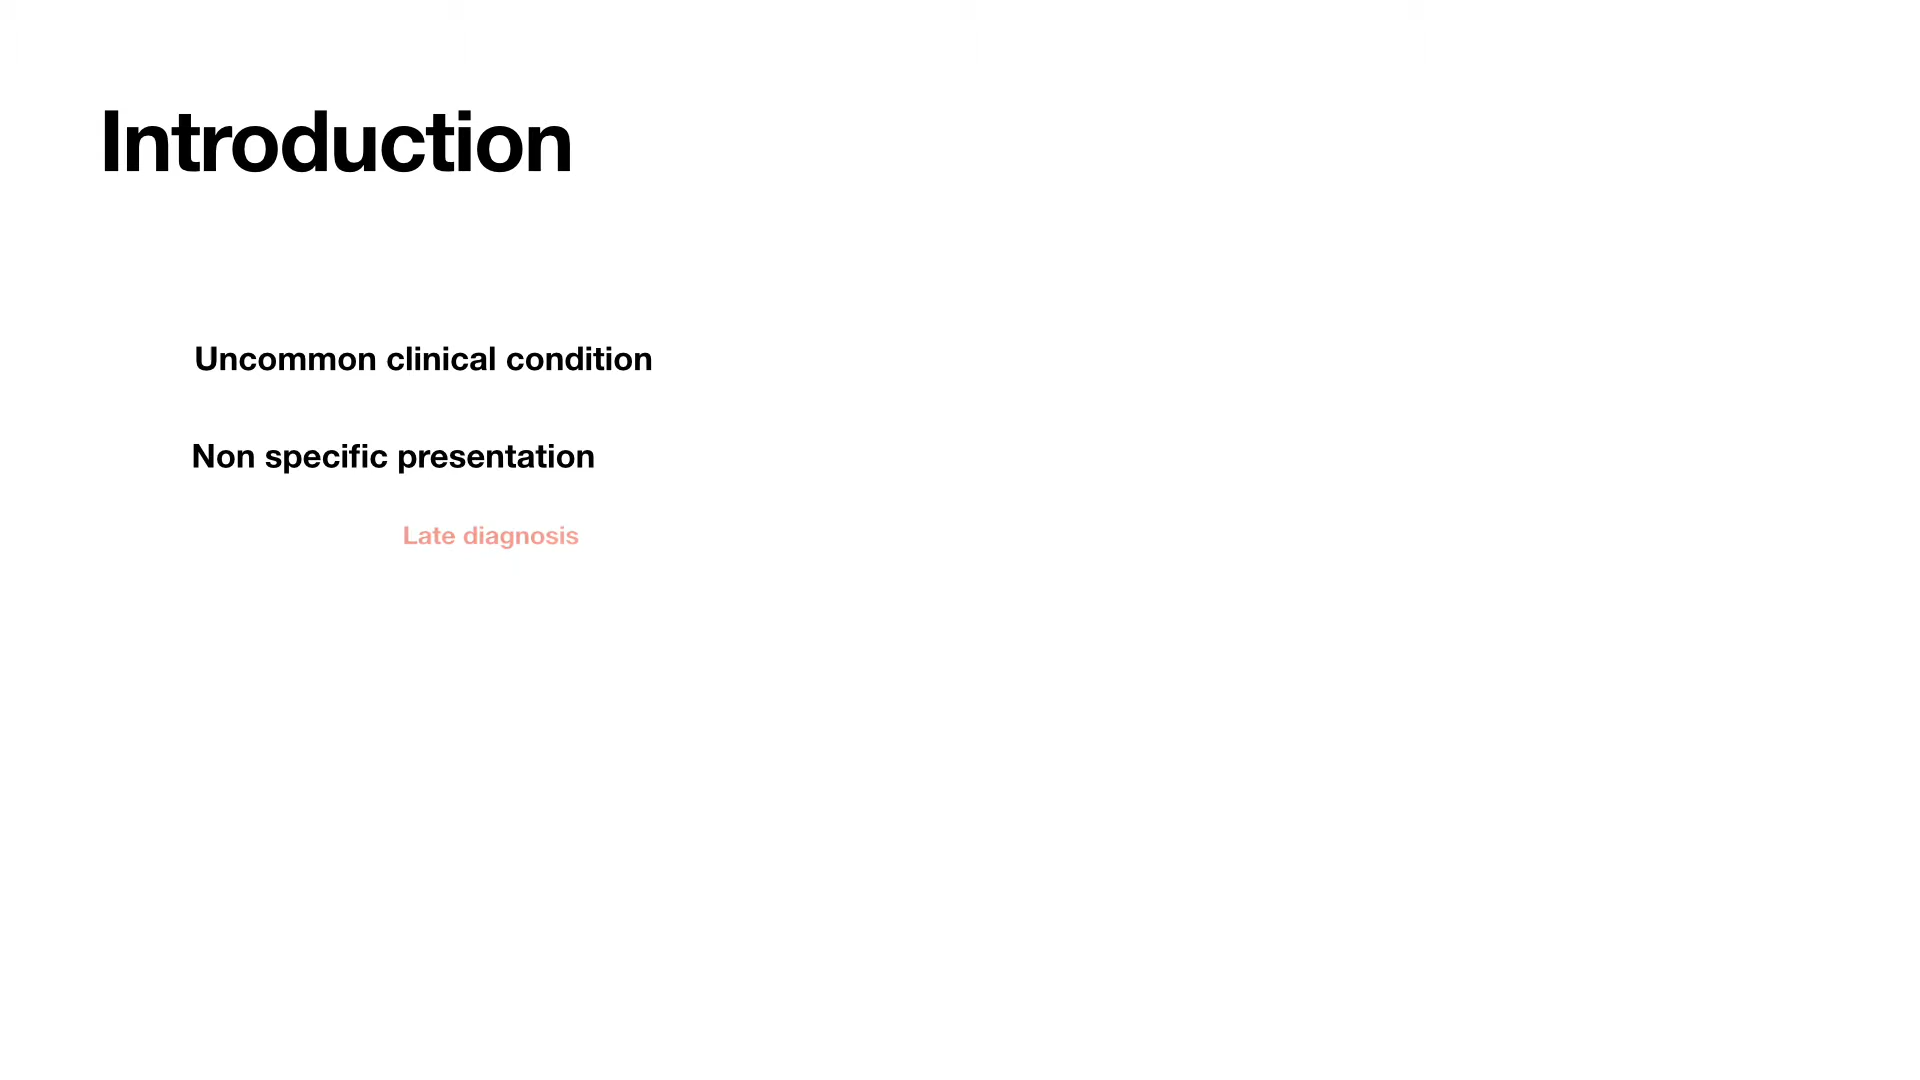 Introduction
Uncommon clinical condition
Non specific presentation
Late diagnosis